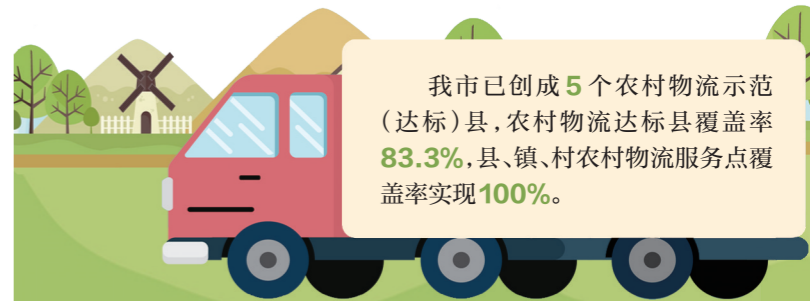 我市已创成5个农村物流示范
(达标)县,农村物流达标县覆盖率
83.3%,县、镇、村农村物流服务点覆
盖率实现100%。